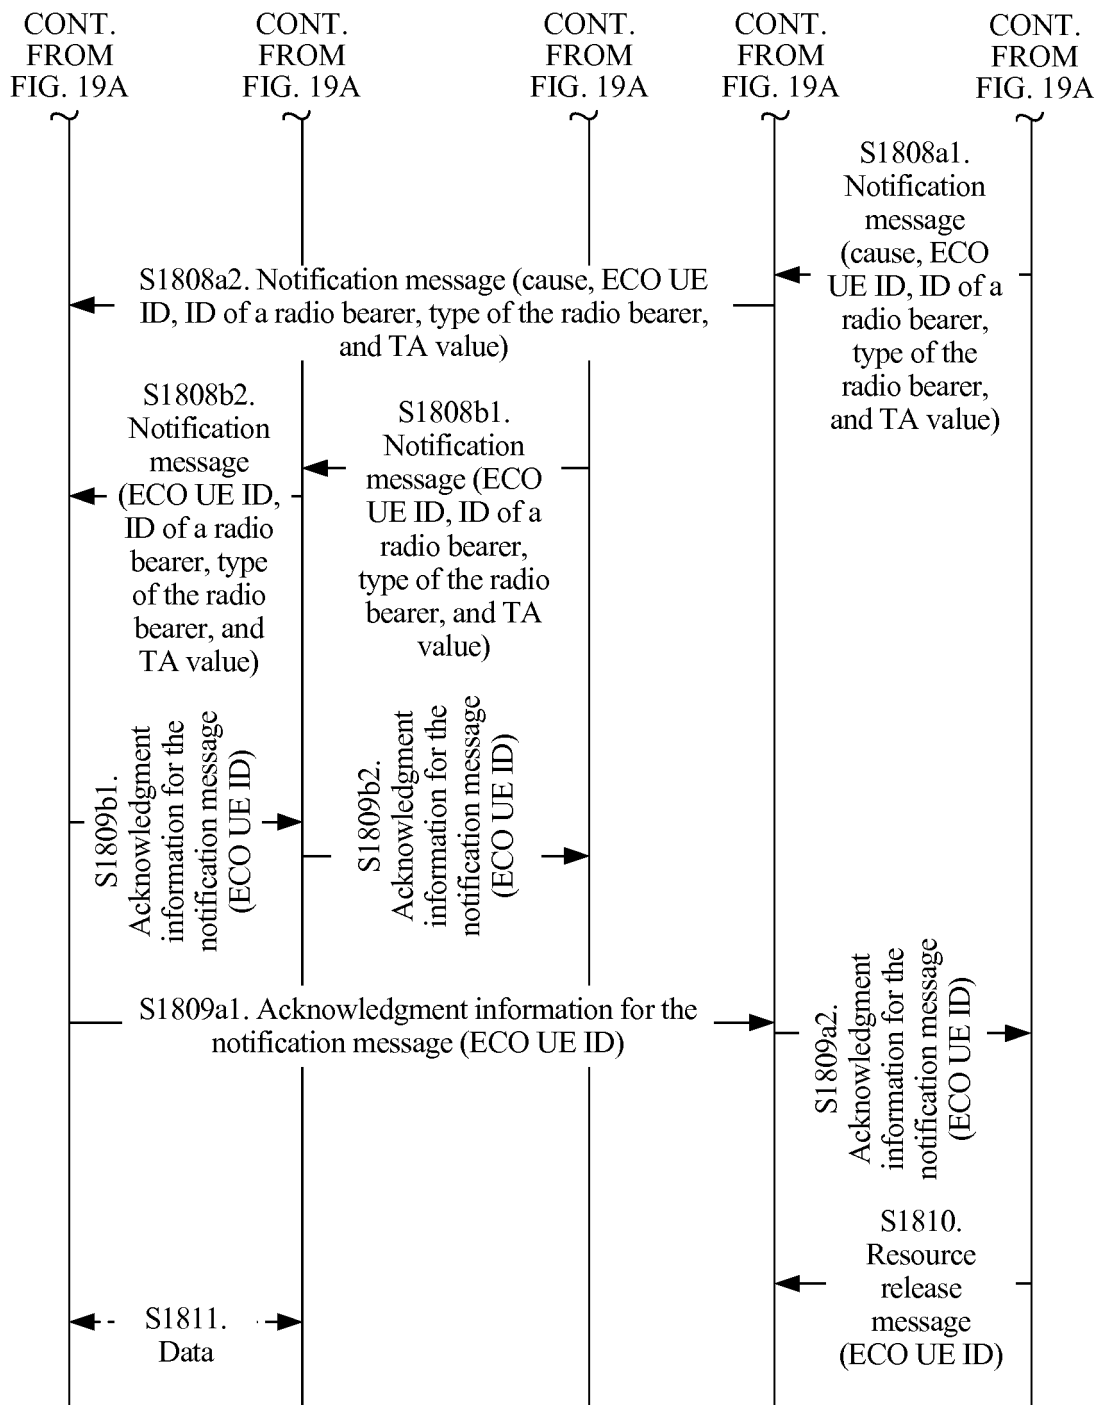 CONT.
FROM
FIG. 19A
CONT.
FROM
FIG. 19A
CONT.
FROM
FIG. 19A
CONT.
FROM
FIG. 19A
CONT.
FROM
FIG. 19A
S1808a1.
Notification
message
(cause, ECO
UE ID, ID of a
radio bearer,
type of the
radio bearer,
and TA value)
S1808a2. Notification message (cause, ECO UE
ID, ID of a radio bearer, type of the radio bearer,
and TA value)
S1808b2.
Notification
message
(ECO UE ID,
ID of a radio
bearer, type
of the radio
bearer, and
TA value)
S1808b1.
Notification
message (ECO
UE ID, ID of a
radio bearer,
type of the radio
bearer, and TA
value)
S1809b1.
Acknowledgment
information for the
notification message
(ECO UE ID)
S1809b2.
Acknowledgment
information for the
notification message
(ECO UE ID)
S1809a1. Acknowledgment information for the
notification message (ECO UE ID)
S1809a2.
Acknowledgment
information for the
notification message
(ECO UE ID)
S1810.
Resource
release
message
(ECO UE ID)
S1811.
Data